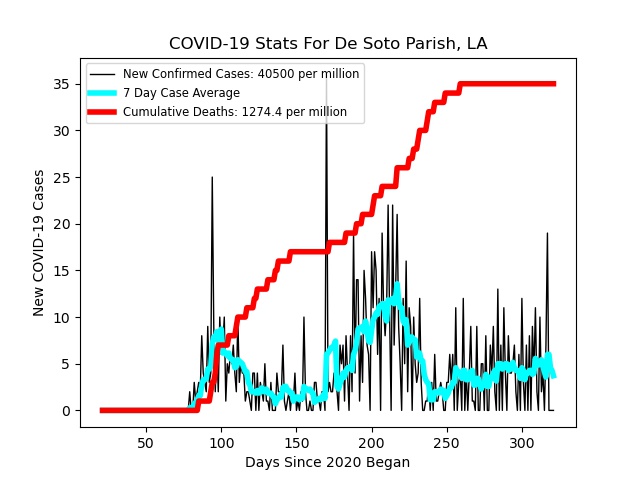 COVID-19 Stats For De Soto Parish, LA
New Confirmed Cases: 40500 per million
7 Day Case Average
Cumulative Deaths: 1274.4 per million
New COVID-19 Cases
35
30
25
20
15
10
5
0
50 100 150 200 250 300
Days Since 2020 Began